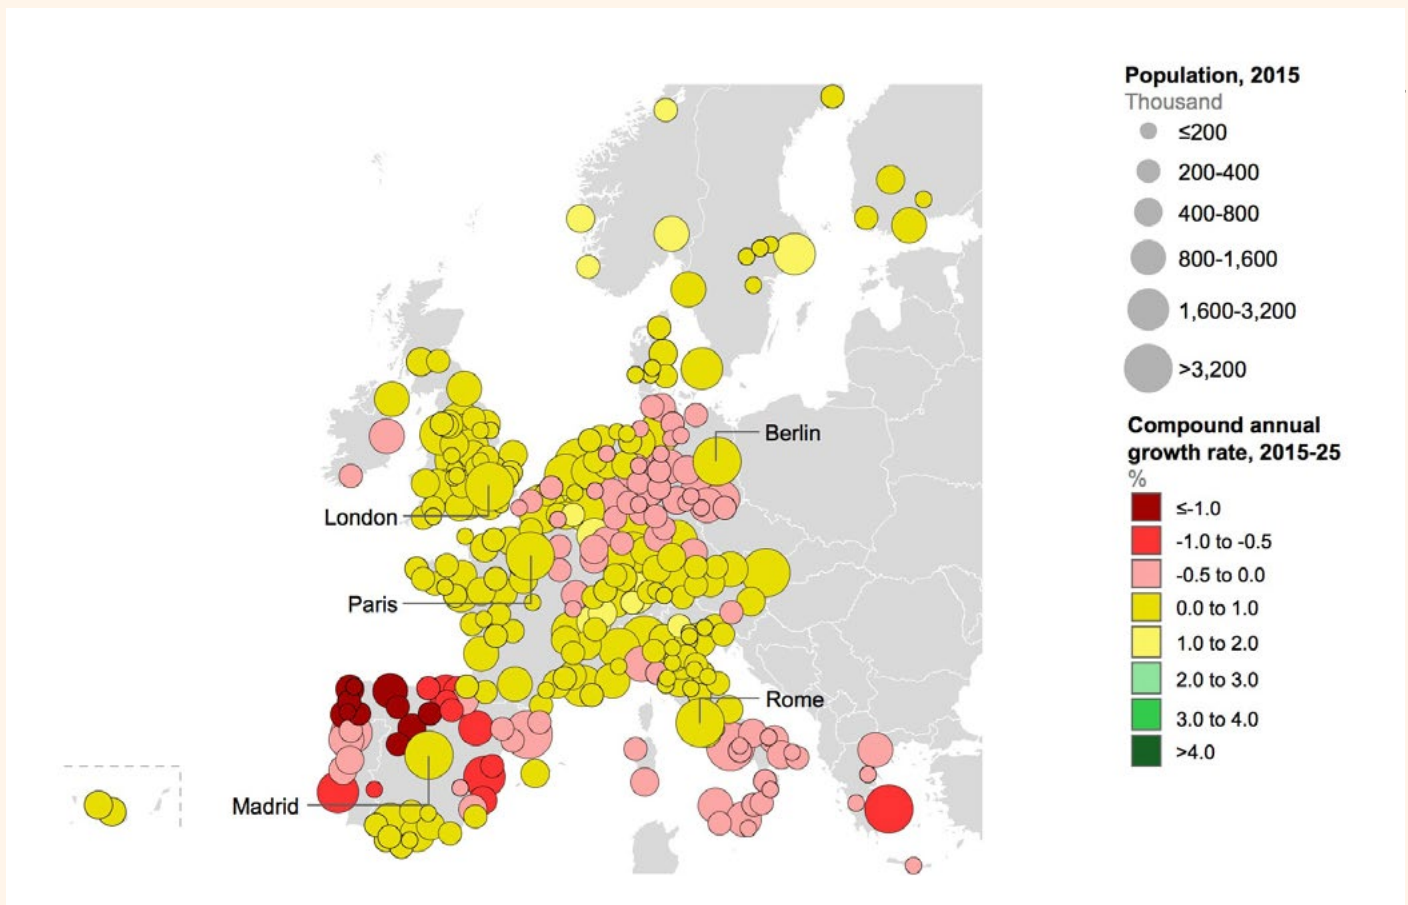 Population, 2015
Thousand
≤200
200-400
400-800
800-1,600
1,600-3,200
>3,200
Compound annual
growth rate, 2015-25
%
≤-1.0
-1.0 to -0.5
-0.5 to 0.0
0.0 to 1.0
1.0 to 2.0
2.0 to 3.0
3.0 to 4.0
>4.0
Berlin
London
Paris
Rome
Madrid